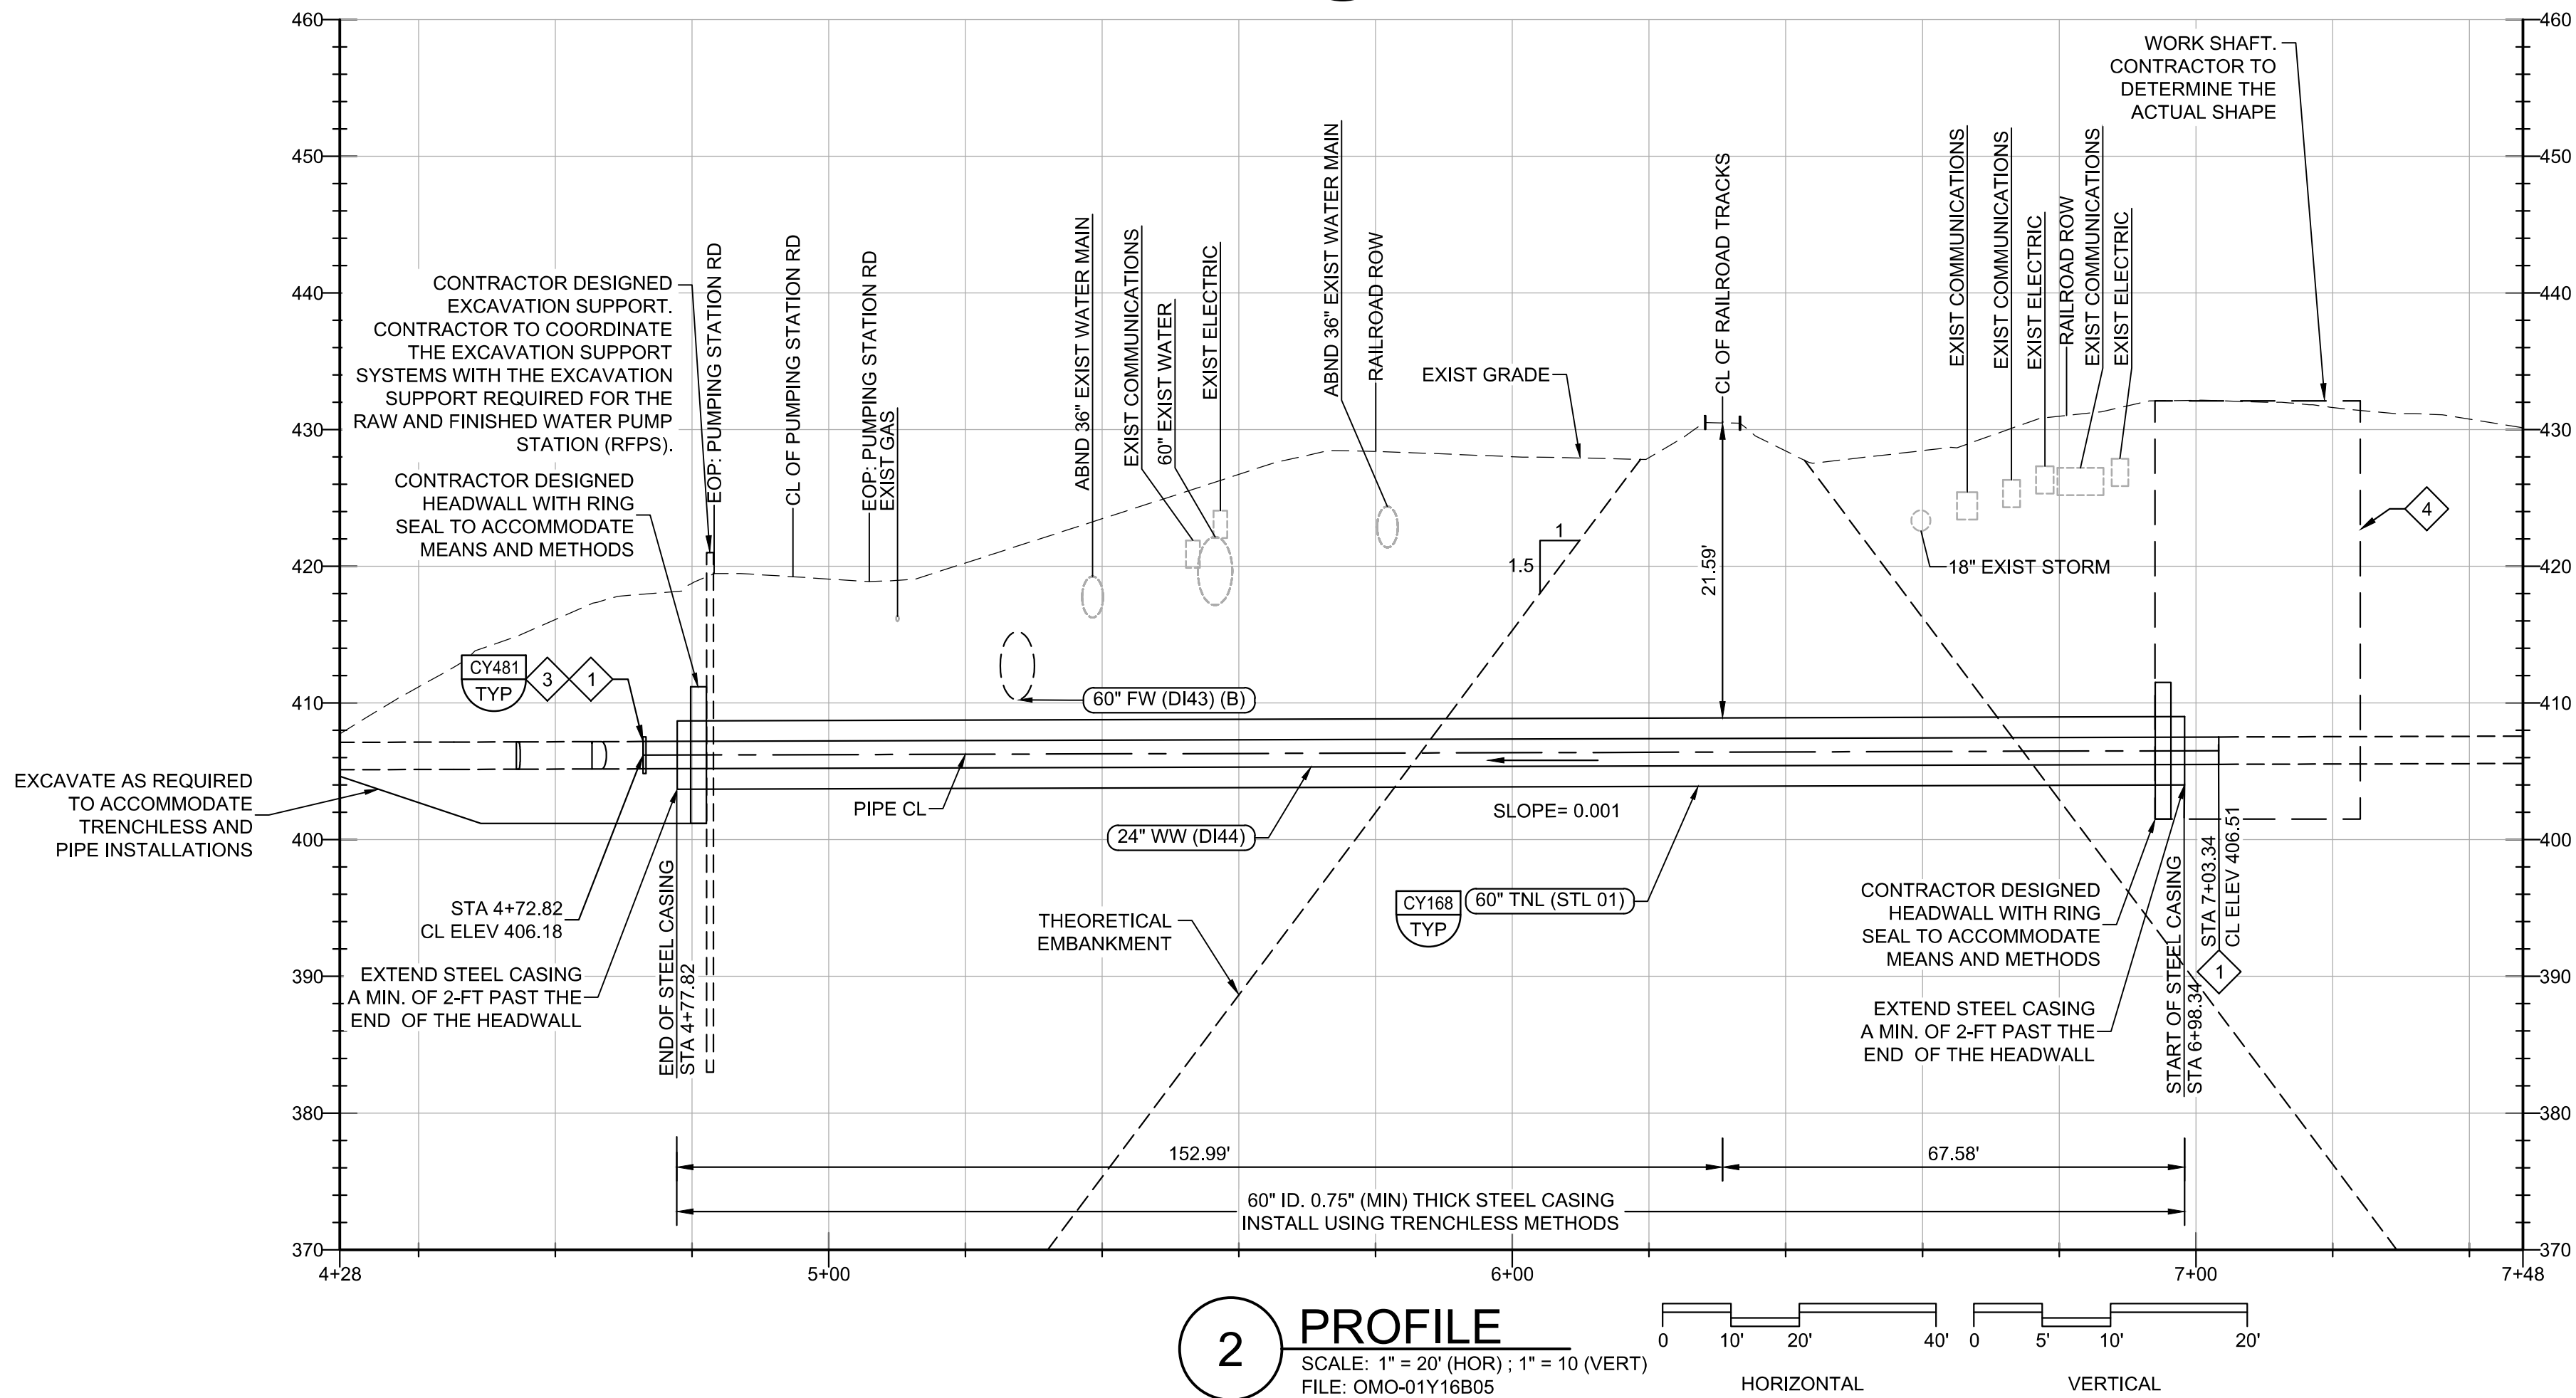 460
450
440
430
420
410
400
390
380
370
460
450
440
430
420
410
400
390
380
370
WORK SHAFT.
CONTRACTOR TO
DETERMINE THE
ACTUAL SHAPE
CONTRACTOR DESIGNED
EXCAVATION SUPPORT.
CONTRACTOR TO COORDINATE
THE EXCAVATION SUPPORT
SYSTEMS WITH THE EXCAVATION
SUPPORT REQUIRED FOR THE
RAW AND FINISHED WATER PUMP
STATION (RFPS).
CONTRACTOR DESIGNED
HEADWALL WITH RING
SEAL TO ACCOMMODATE
MEANS AND METHODS
EOP: PUMPING STATION RD
CL OF PUMPING STATION RD
EOP: PUMPING STATION RD
EXIST GAS
ABND 36" EXIST WATER MAIN
EXIST COMMUNICATIONS
60" EXIST WATER
EXIST ELECTRIC
ABND 36" EXIST WATER MAIN
RAILROAD ROW
EXIST GRADE
CL OF RAILROAD TRACKS
EXIST COMMUNICATIONS
EXIST COMMUNICATIONS
EXIST ELECTRIC
RAILROAD ROW
EXIST COMMUNICATIONS
EXIST ELECTRIC
1
1.5
21.59'
18" EXIST STORM
4
CY481
TYP
3
1
60" FW (DI43) (B)
EXCAVATE AS REQUIRED
TO ACCOMMODATE
TRENCHLESS AND
PIPE INSTALLATIONS
PIPE CL
24" WW (DI44)
SLOPE= 0.001
STA 4+72.82
CL ELEV 406.18
EXTEND STEEL CASING
A MIN. OF 2-FT PAST THE
END OF THE HEADWALL
END OF STEEL CASING
STA 4+77.82
THEORETICAL
EMBANKMENT
CY168
TYP
60" TNL (STL 01)
CONTRACTOR DESIGNED
HEADWALL WITH RING
SEAL TO ACCOMMODATE
MEANS AND METHODS
EXTEND STEEL CASING
A MIN. OF 2-FT PAST THE
END OF THE HEADWALL
START OF STEEL CASING
STA 6+98.34
STA 7+03.34
CL ELEV 406.51
1
152.99'
67.58'
60" ID. 0.75" (MIN) THICK STEEL CASING
INSTALL USING TRENCHLESS METHODS
4+28
5+00
6+00
7+00
7+48
2
PROFILE
SCALE: 1" = 20' (HOR) ; 1" = 10 (VERT)
FILE: OMO-01Y16B05
0 10' 20' 40'
HORIZONTAL
0 5' 10' 20'
VERTICAL